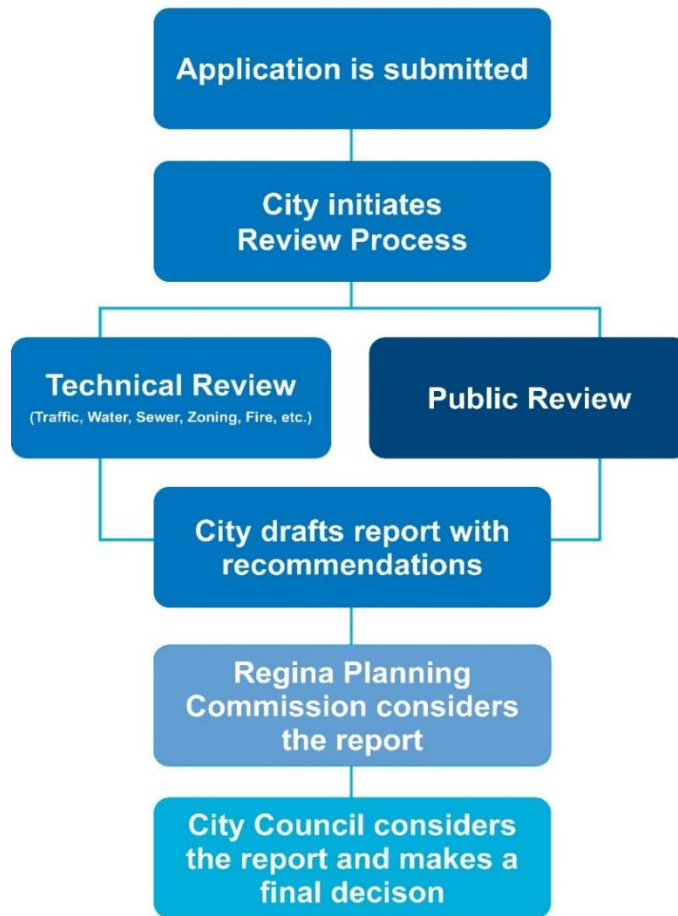 Application is submitted
City initiates
Review Process
Technical Review
(Traffic, Water, Sewer, Zoning, Fire, etc.)
Public Review
City drafts report with
recommendations
Regina Planning
Commission considers
the report
City Council considers
the report and makes a
final decison